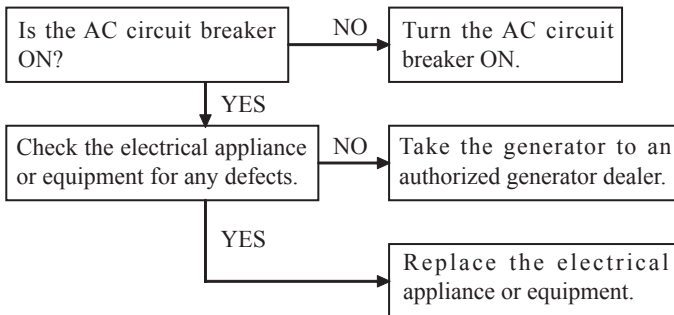 Is the AC circuit breaker
ON?
NO
Turn the AC circuit
breaker ON.
YES
Check the electrical appliance
or equipment for any defects.
NO
Take the generator to an
authorized generator dealer.
YES
Replace the electrical
appliance or equipment.